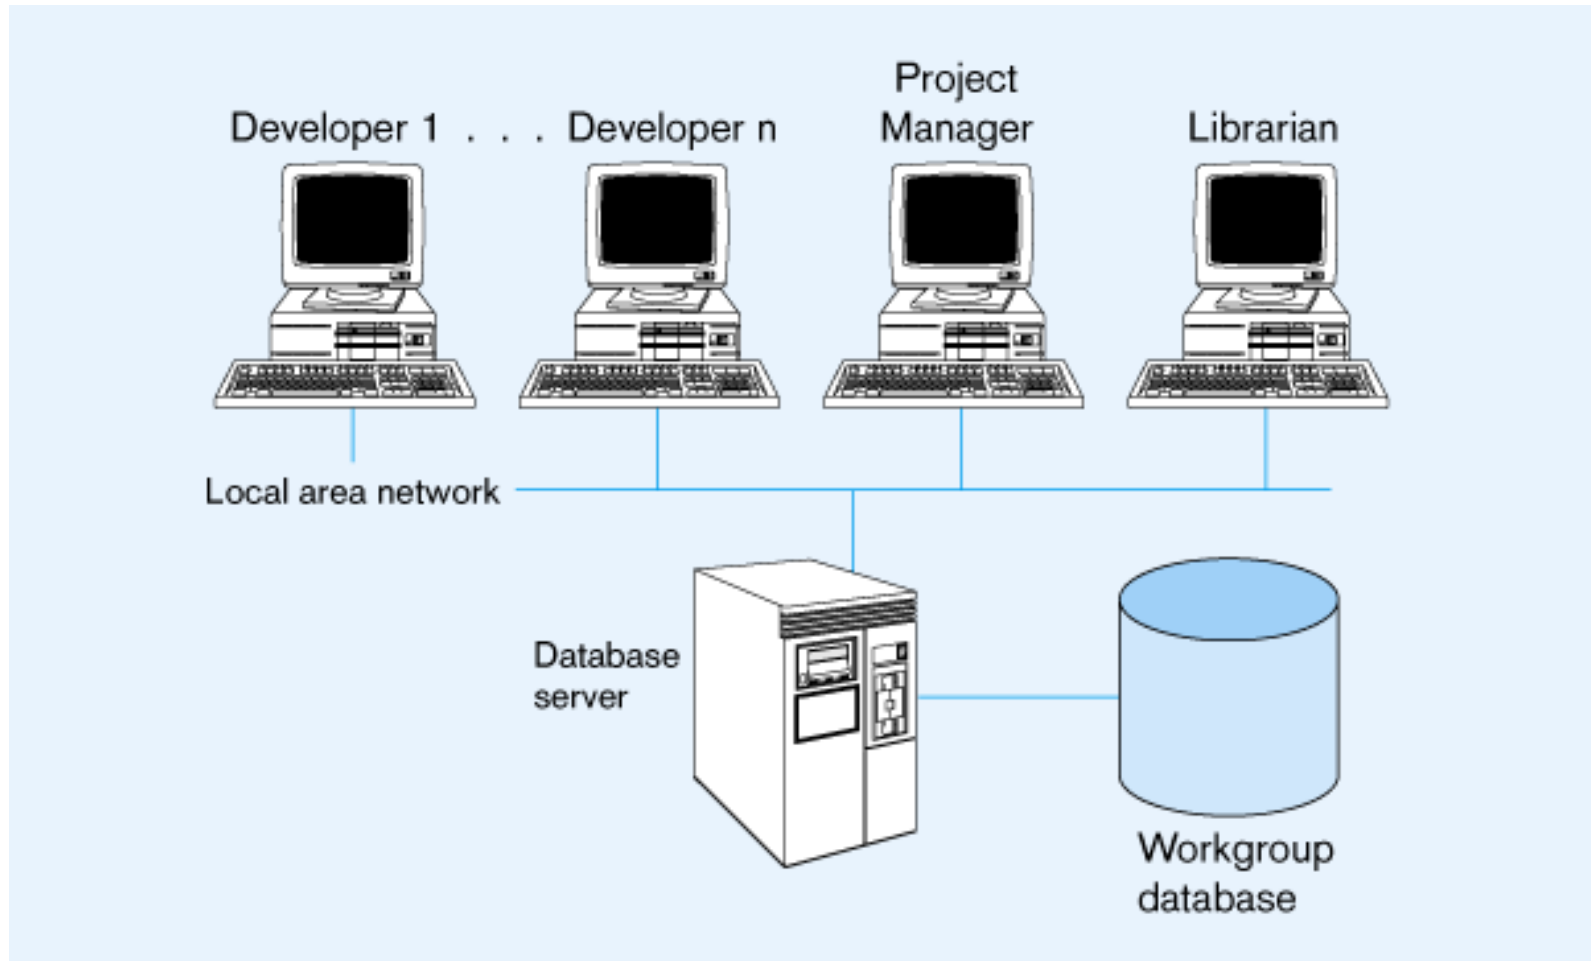 Project
Developer 1 . . . Developer n Manager Librarian
Local area network
Database
server
Workgroup
database